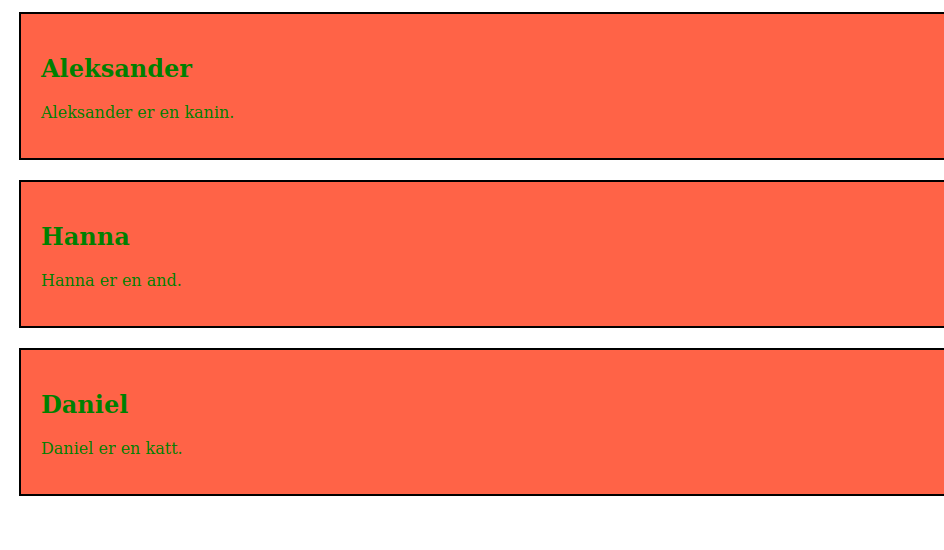 Aleksander
Aleksander er en kanin.
Hanna
Hanna er en and.
Daniel
Daniel er en katt.